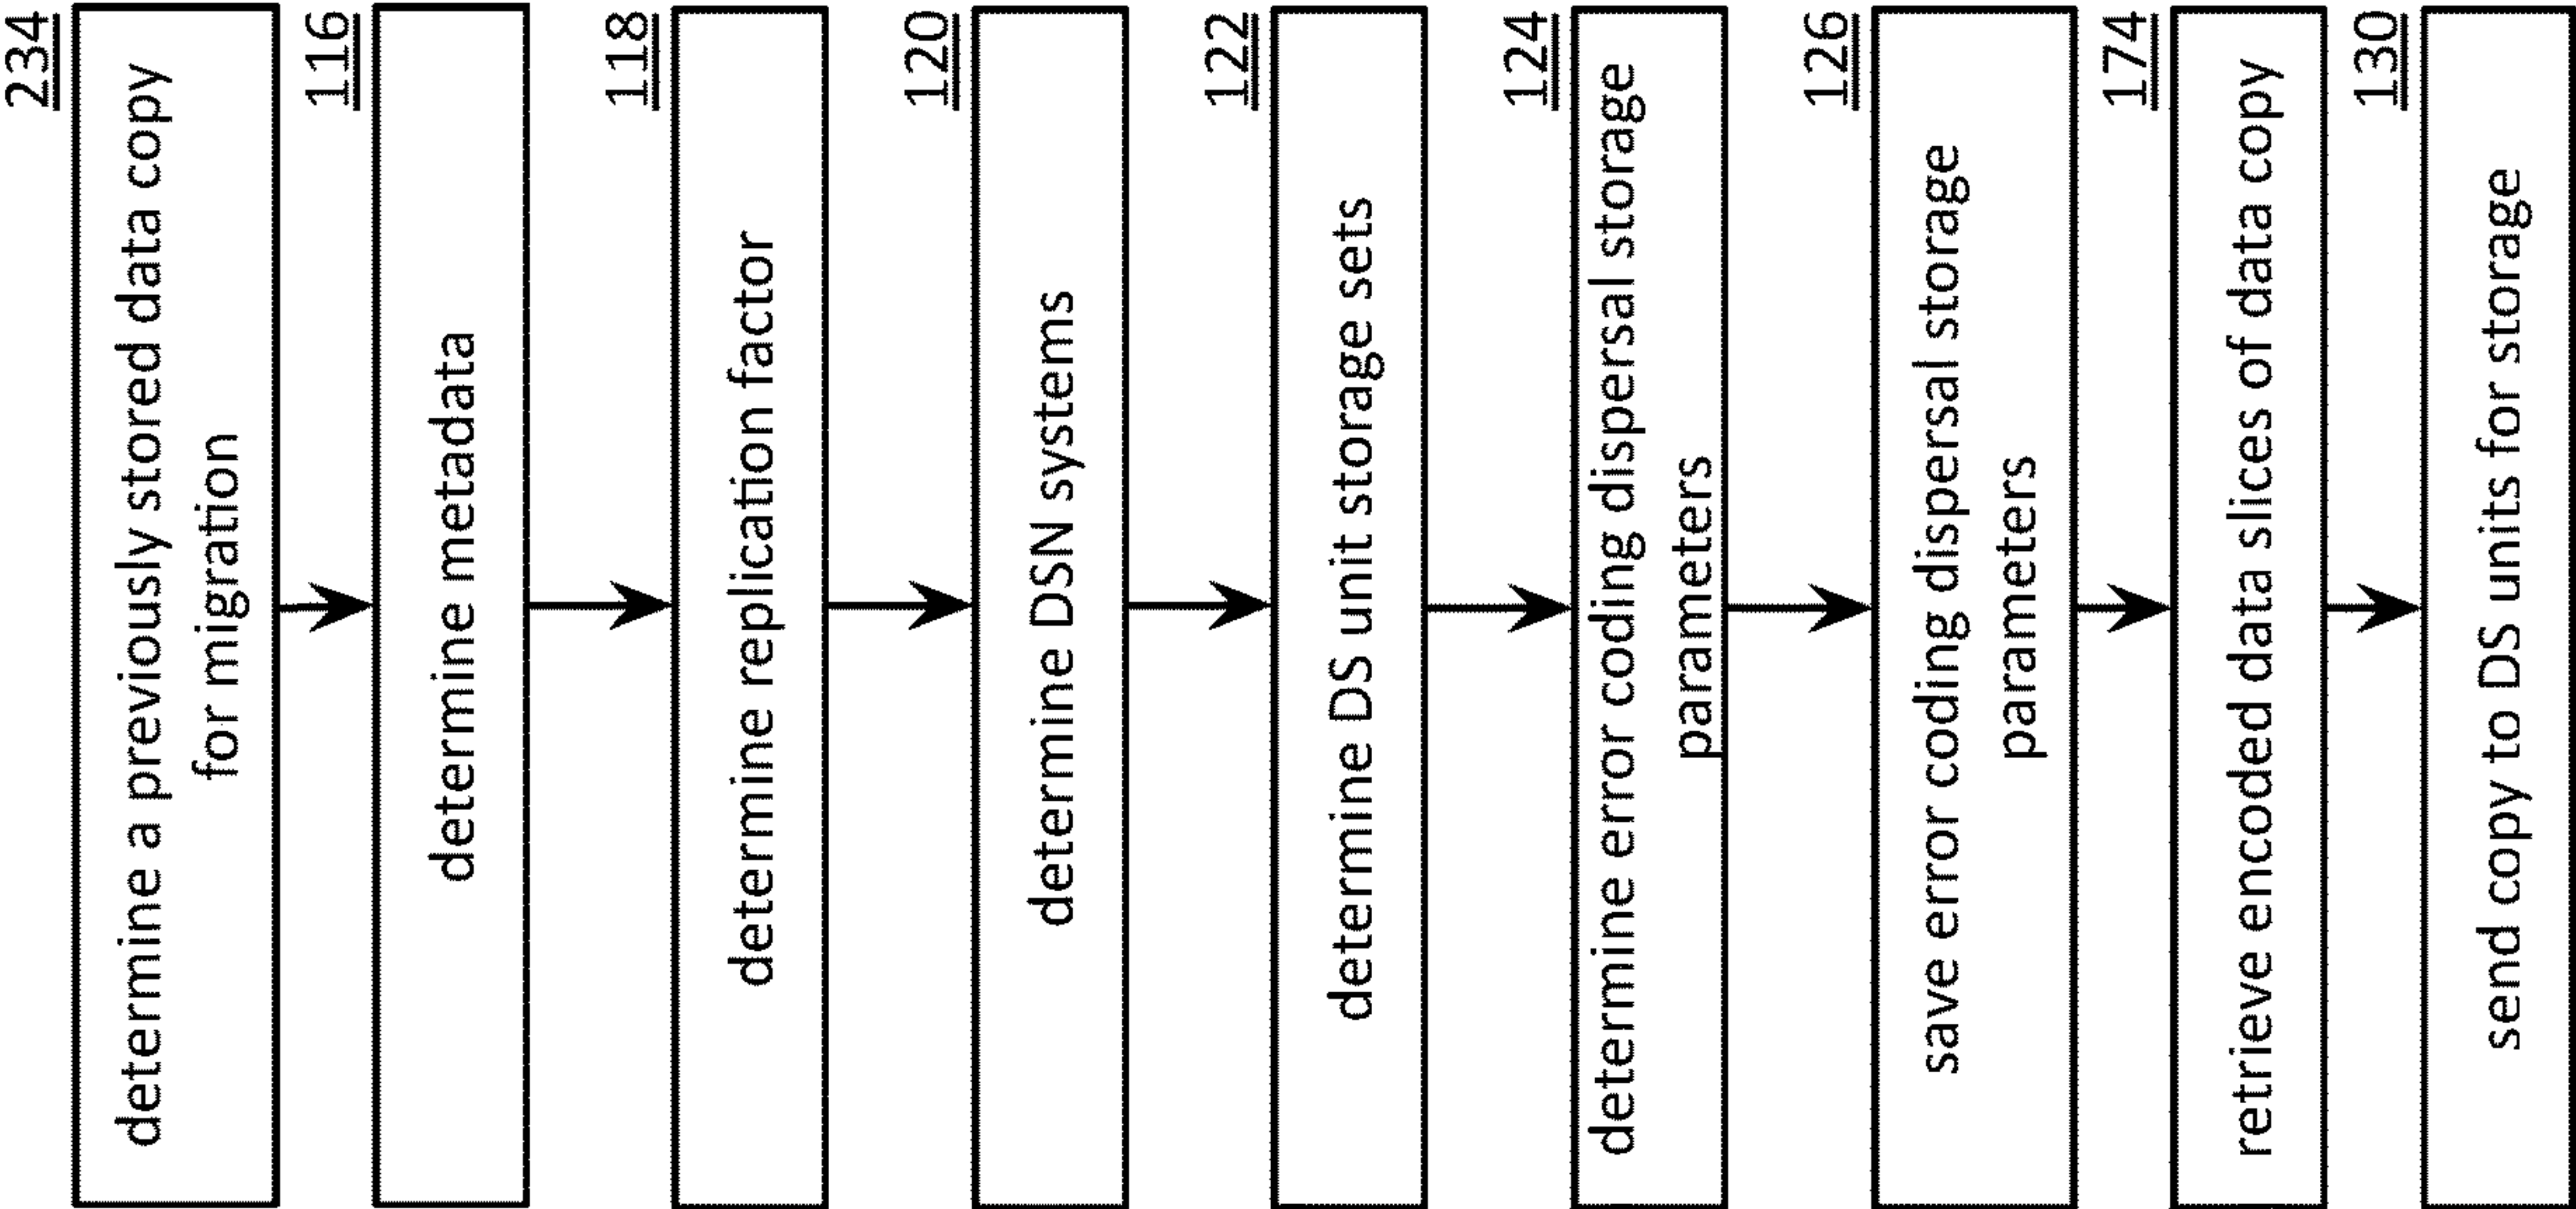 234
determine a previously stored data copy
for migration
116
determine metadata
118
determine replication factor
120
determine DSN systems
122
determine DS unit storage sets
124
determine error coding dispersal storage
parameters
126
save error coding dispersal storage
parameters
174
retrieve encoded data slices of data copy
130
send copy to DS units for storage